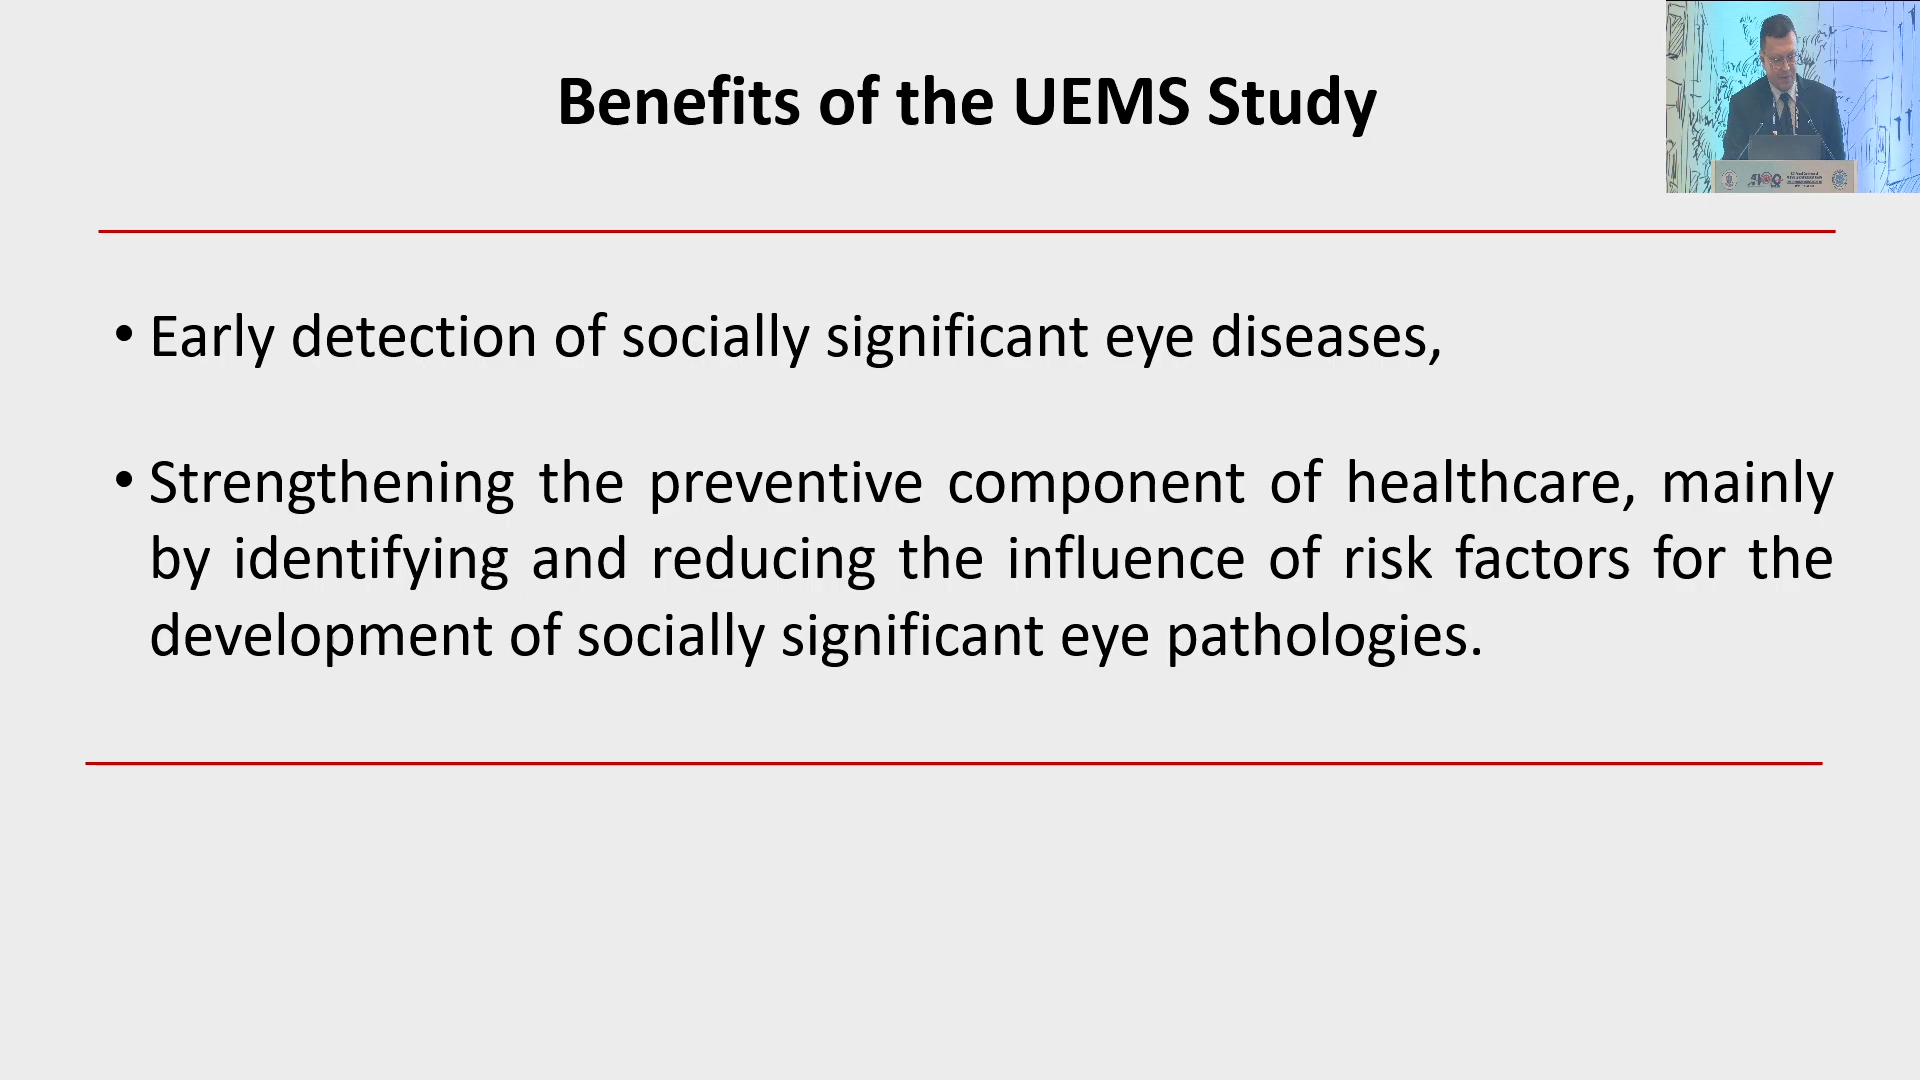 Benefits of the UEMS Study
• Early detection of socially significant eye diseases,
• Strengthening the preventive component of healthcare, mainly
by identifying and reducing the influence of risk factors for the
development of socially significant eye pathologies.